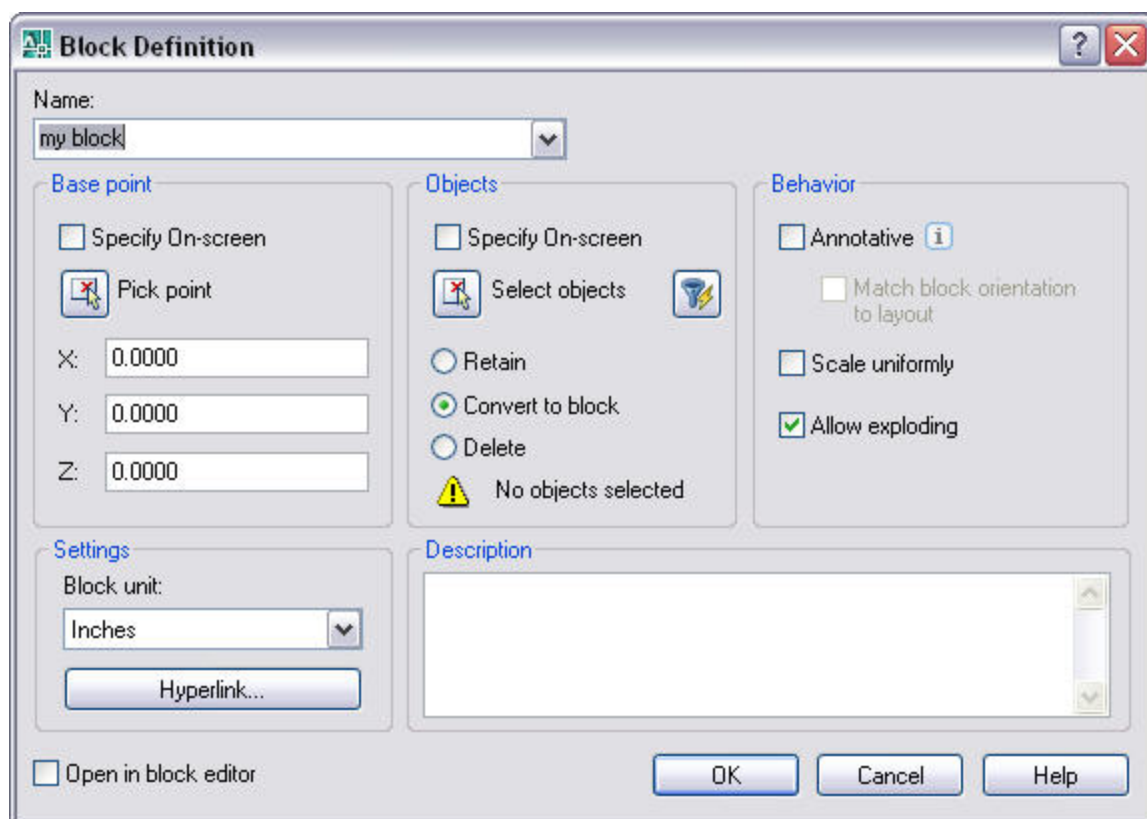 Block Definition
Name:
my block
Base point
Specify On-screen
Pick point
X: 0.0000
Y: 0.0000
Z: 0.0000
Objects
Specify On-screen
Select objects
Retain
Convert to block
Delete
No objects selected
Behavior
Annotative
Match block orientation
to layout
Scale uniformly
Allow exploding
Settings
Block unit:
Inches
Hyperlink...
Description
Open in block editor
OK
Cancel
Help